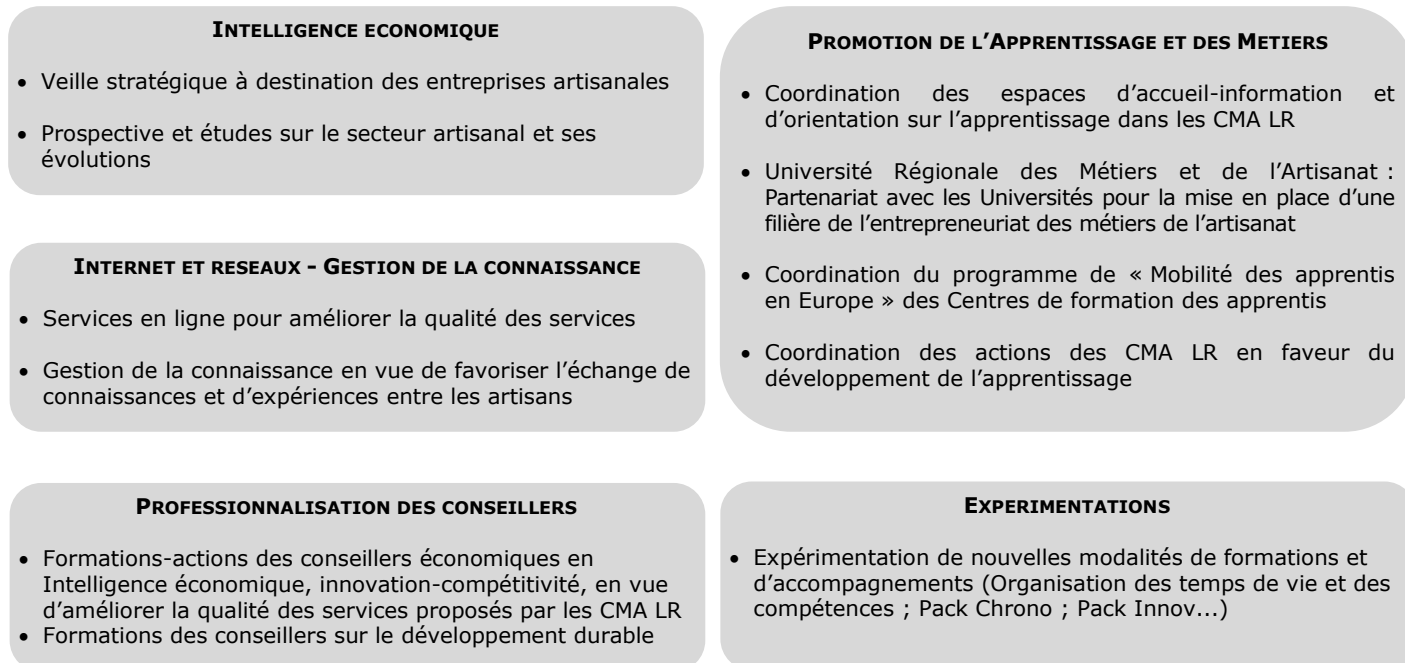 INTELLIGENCE ECONOMIQUE
• Veille stratégique à destination des entreprises artisanales
• Prospective et études sur le secteur artisanal et ses
évolutions
INTERNET ET RESEAUX - GESTION DE LA CONNAISSANCE
• Services en ligne pour améliorer la qualité des services
• Gestion de la connaissance en vue de favoriser l’échange de
connaissances et d’expériences entre les artisans
PROMOTION DE L’APPRENTISSAGE ET DES METIERS
• Coordination des espaces d’accueil-information et
d’orientation sur l’apprentissage dans les CMA LR
• Université Régionale des Métiers et de l’Artisanat :
Partenariat avec les Universités pour la mise en place d’une
filière de l’entrepreneuriat des métiers de l’artisanat
• Coordination du programme de « Mobilité des apprentis
en Europe » des Centres de formation des apprentis
• Coordination des actions des CMA LR en faveur du
développement de l’apprentissage
PROFESSIONNALISATION DES CONSEILLERS
• Formations-actions des conseillers économiques en
Intelligence économique, innovation-compétitivité, en vue
d’améliorer la qualité des services proposés par les CMA LR
• Formations des conseillers sur le développement durable
EXPERIMENTATIONS
• Expérimentation de nouvelles modalités de formations et
d’accompagnements (Organisation des temps de vie et des
compétences ; Pack Chrono ; Pack Innov...)